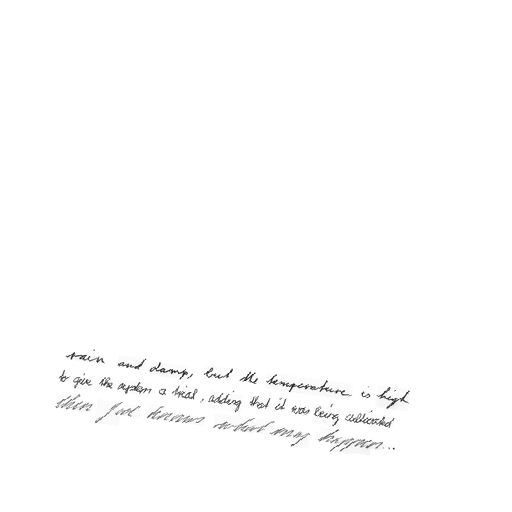 rain and damp, but the temperature is high
to give the system a trial, adding that it was being cultivated
then God knows what may happen...